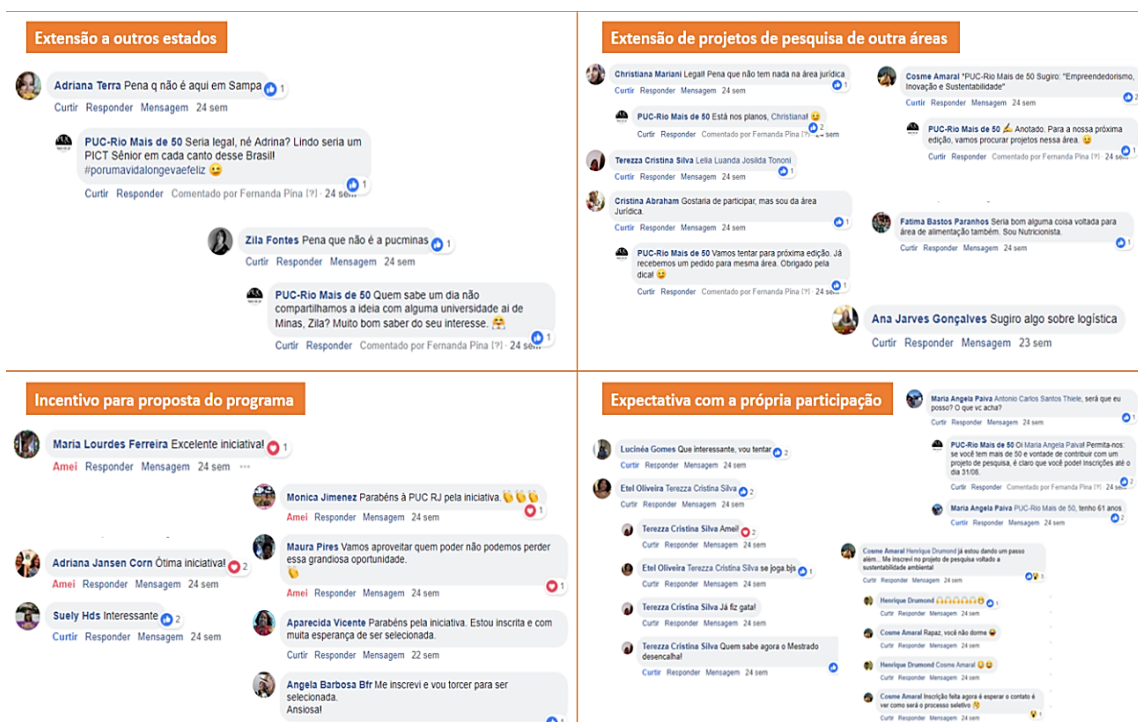 Extensão a outros estados
Adriana Terra Pena q não é aqui em Sampa 1
Curtir Responder Mensagem 24 sem
PUC-Rio Mais de 50 Seria legal, né Adrina? Lindo seria um
PICT Sênior em cada canto desse Brasil!
#porumavidalongevaefeliz
1
Curtir Responder Comentado por Fernanda Pina [?] · 24 sem
Zila Fontes Pena que não é a pucminas 1
Curtir Responder Mensagem 24 sem
PUC-Rio Mais de 50 Quem sabe um dia não
compartilhamos a ideia com alguma universidade ai de
Minas, Zila? Muito bom saber do seu interesse.
1
Curtir Responder Comentado por Fernanda Pina [?] · 24 sem
Extensão de projetos de pesquisa de outra áreas
Christiana Mariani Legal! Pena que não tem nada na área jurídica
1
Curtir Responder Mensagem 24 sem
PUC-Rio Mais de 50 Está nos planos, Christiana!
2
Curtir Responder Comentado por Fernanda Pina [?] · 24 sem
Terezza Cristina Silva Lelia Luanda Josilda Tononi
1
Curtir Responder Mensagem 24 sem
Cristina Abraham Gostaria de participar, mas sou da área
Jurídica.
1
Curtir Responder Mensagem 24 sem
PUC-Rio Mais de 50 Vamos tentar para próxima edição. Já
recebemos um pedido para mesma área. Obrigado pela
dica!
1
Curtir Responder Comentado por Fernanda Pina [?] · 24 sem
Cosme Amaral "PUC-Rio Mais de 50 Sugiro: "Empreendedorismo,
Inovação e Sustentabilidade"
2
Curtir Responder Mensagem 24 sem
PUC-Rio Mais de 50 Anotado. Para a nossa próxima
edição, vamos procurar projetos nessa área.
1
Curtir Responder Comentado por Fernanda Pina [?] · 24 sem
Fatima Bastos Paranhos Seria bom alguma coisa voltada para
área de alimentação também. Sou Nutricionista.
1
Curtir Responder Mensagem 24 sem
Ana Jarves Gonçalves Sugiro algo sobre logística
Curtir Responder Mensagem 23 sem
Incentivo para proposta do programa
Maria Lourdes Ferreira Excelente iniciativa! 1
Amei Responder Mensagem 24 sem ···
Monica Jimenez Parabéns à PUC RJ pela iniciativa.
1
Amei Responder Mensagem 24 sem
Adriana Jansen Corn Ótima iniciativa! 2
Amei Responder Mensagem 24 sem
Maura Pires Vamos aproveitar quem poder não podemos perder
essa grandiosa oportunidade.
1
Amei Responder Mensagem 24 sem
Suely Hds Interessante 2
Curtir Responder Mensagem 24 sem
Aparecida Vicente Parabéns pela iniciativa. Estou inscrita e com
muita esperança de ser selecionada.
Curtir Responder Mensagem 22 sem
Angela Barbosa Bfr Me inscrevi e vou torcer para ser
selecionada.
Ansiosa!
1
Expectativa com a própria participação
Lucinéa Gomes Que interessante, vou tentar 2
Curtir Responder Mensagem 24 sem
Etel Oliveira Terezza Cristina Silva 2
Curtir Responder Mensagem 24 sem
Terezza Cristina Silva Amei! 2
Curtir Responder Mensagem 24 sem
Etel Oliveira Terezza Cristina Silva se joga.bjs 1
Curtir Responder Mensagem 24 sem
Terezza Cristina Silva Já fiz gata!
Curtir Responder Mensagem 24 sem
Terezza Cristina Silva Quem sabe agora o Mestrado
desencalha!
Curtir Responder Mensagem 24 sem
Maria Angela Paiva Antonio Carlos Santos Thiele, será que eu
posso? O que vc acha?
1
Curtir Responder Mensagem 24 sem
PUC-Rio Mais de 50 Oi Maria Angela Paiva! Permita-nos:
se você tem mais de 50 e vontade de contribuir com um
projeto de pesquisa, é claro que você pode! Inscrições até o
dia 31/08.
2
Curtir Responder Comentado por Fernanda Pina [?] · 24 sem
Maria Angela Paiva PUC-Rio Mais de 50, tenho 61 anos
2
Curtir Responder Mensagem 24 sem
Cosme Amaral Henrique Drumond já estou dando um passo
além... Me inscrevi no projeto de pesquisa voltado a
sustentabilidade ambiental
3
Curtir Responder Mensagem 24 sem
Henrique Drumond 1
Curtir Responder Mensagem 24 sem
Cosme Amaral Rapaz, você não dorme
Curtir Responder Mensagem 24 sem
Henrique Drumond Cosme Amaral
Curtir Responder Mensagem 24 sem
Cosme Amaral Inscrição feita agora é esperar o contato é
ver como será o processo seletivo
1
Curtir Responder Mensagem 24 sem